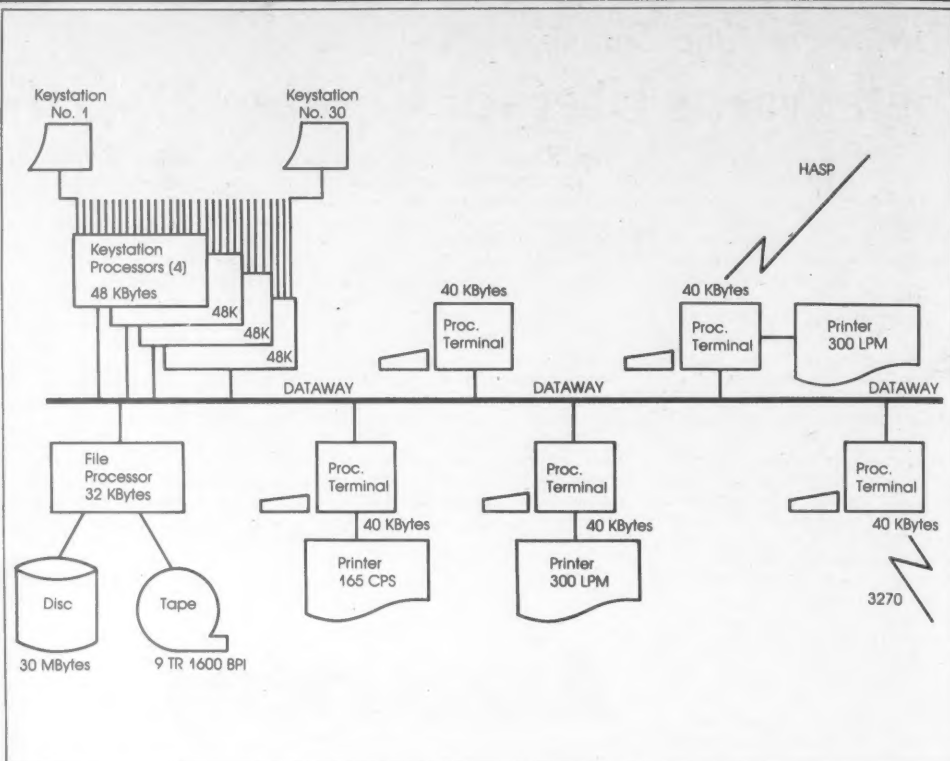 Keystation
No. 1
Keystation
No. 30
HASP
Keystation
Processors (4)
48 KBytes
48K
48K
48K
40 KBytes
Proc.
Terminal
40 KBytes
Proc.
Terminal
Printer
300 LPM
DATAWAY
DATAWAY
DATAWAY
File
Processor
32 KBytes
Proc.
Terminal
40 KBytes
Proc.
Terminal
40 KBytes
Proc.
Terminal
40 KBytes
Printer
165 CPS
Printer
300 LPM
3270
Disc
30 MBytes
Tape
9 TR 1600 BPI